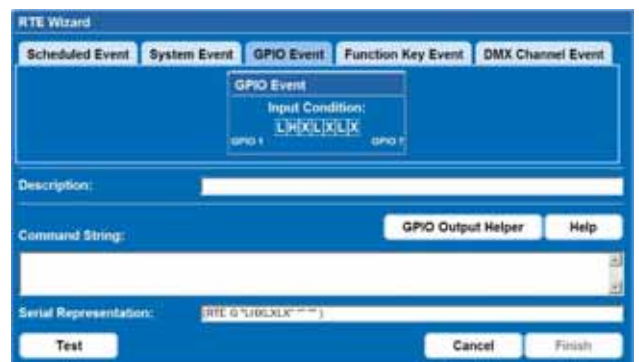 RTE Wizard
Scheduled Event System Event GPIO Event Function Key Event DMX Channel Event
GPIO Event
Input Condition:
L H X L X L X
GPIO 1 GPIO 7
Description:
GPIO Output Helper Help
Command String:
Serial Representation: (RTE G "LHXLXLX" "" "" )
Test Cancel Finish